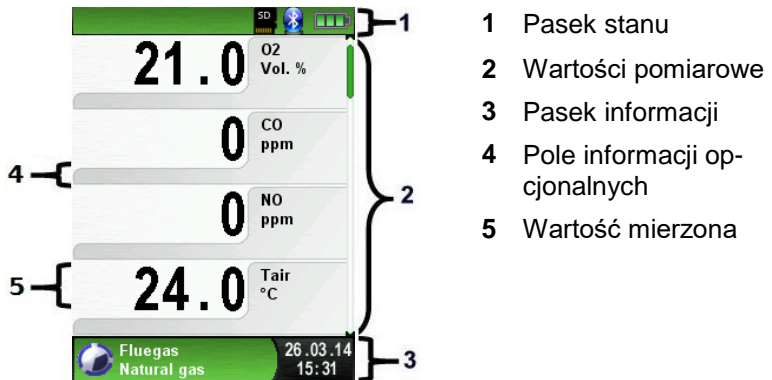 SD
1
21.0 O2
Vol. %
0 CO
ppm
4
0 NO
ppm
2
5
24.0 Tair
°C
Fluegas 26.03.14
Natural gas 15:31
3
1 Pasek stanu
2 Wartości pomiarowe
3 Pasek informacji
4 Pole informacji op-
cjonalnych
5 Wartość mierzona